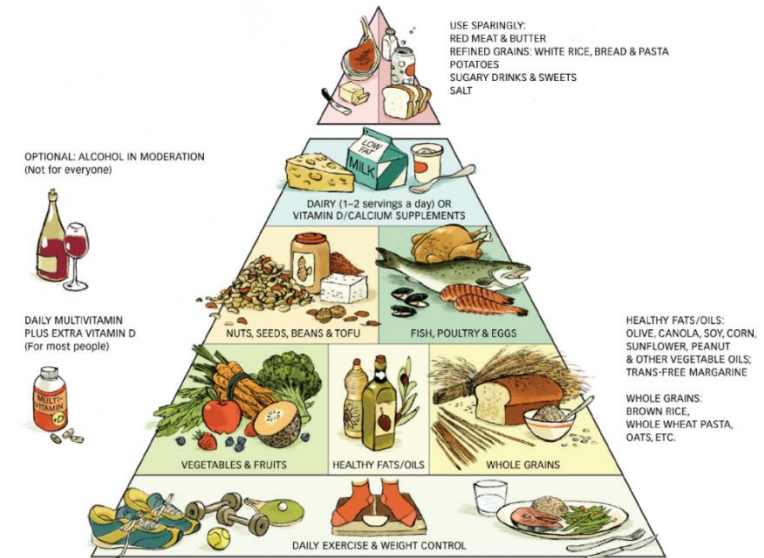 USE SPARINGLY:
RED MEAT & BUTTER
REFINED GRAINS: WHITE RICE, BREAD & PASTA
POTATOES
SUGARY DRINKS & SWEETS
SALT
OPTIONAL: ALCOHOL IN MODERATION
(Not for everyone)
LOW
FAT
MILK
DAIRY (1–2 servings a day) OR
VITAMIN D/CALCIUM SUPPLEMENTS
NUTS, SEEDS, BEANS & TOFU
FISH, POULTRY & EGGS
DAILY MULTIVITAMIN
PLUS EXTRA VITAMIN D
(For most people)
MULTI-
VITAMIN
+D
HEALTHY FATS/OILS:
OLIVE, CANOLA, SOY, CORN,
SUNFLOWER, PEANUT
& OTHER VEGETABLE OILS;
TRANS-FREE MARGARINE
WHOLE GRAINS:
BROWN RICE,
WHOLE WHEAT PASTA,
OATS, ETC.
VEGETABLES & FRUITS
HEALTHY FATS/OILS
WHOLE GRAINS
DAILY EXERCISE & WEIGHT CONTROL